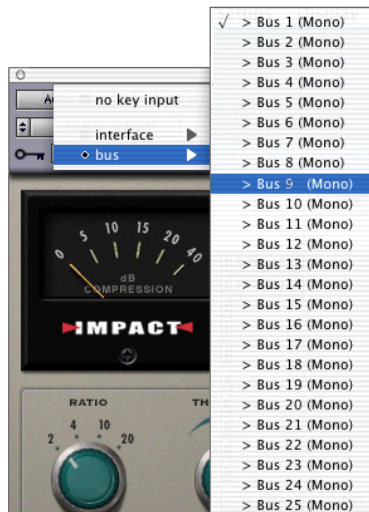 no key input
interface
bus
✓ > Bus 1 (Mono)
> Bus 2 (Mono)
> Bus 3 (Mono)
> Bus 4 (Mono)
> Bus 5 (Mono)
> Bus 6 (Mono)
> Bus 7 (Mono)
> Bus 8 (Mono)
> Bus 9 (Mono)
> Bus 10 (Mono)
> Bus 11 (Mono)
> Bus 12 (Mono)
> Bus 13 (Mono)
> Bus 14 (Mono)
> Bus 15 (Mono)
> Bus 16 (Mono)
> Bus 17 (Mono)
> Bus 18 (Mono)
> Bus 19 (Mono)
> Bus 20 (Mono)
> Bus 21 (Mono)
> Bus 22 (Mono)
> Bus 23 (Mono)
> Bus 24 (Mono)
> Bus 25 (Mono)
0 5 10 15 20 40
dB
COMPRESSION
IMPACT
RATIO
TH
2 4 10 20